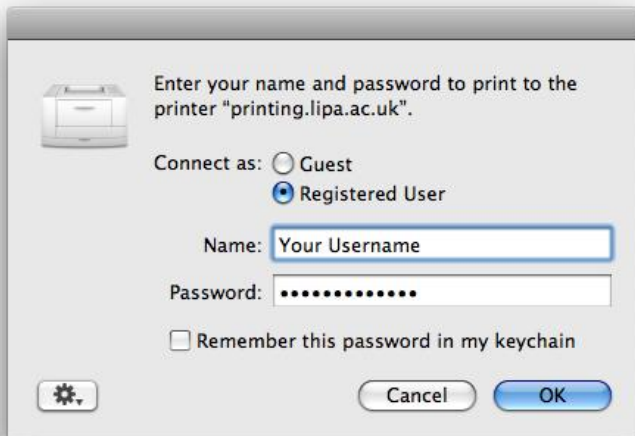 Enter your name and password to print to the
printer “printing.lipa.ac.uk”.
Connect as: Guest
Registered User
Name: Your Username
Password: •••••••••••••
Remember this password in my keychain
Cancel OK